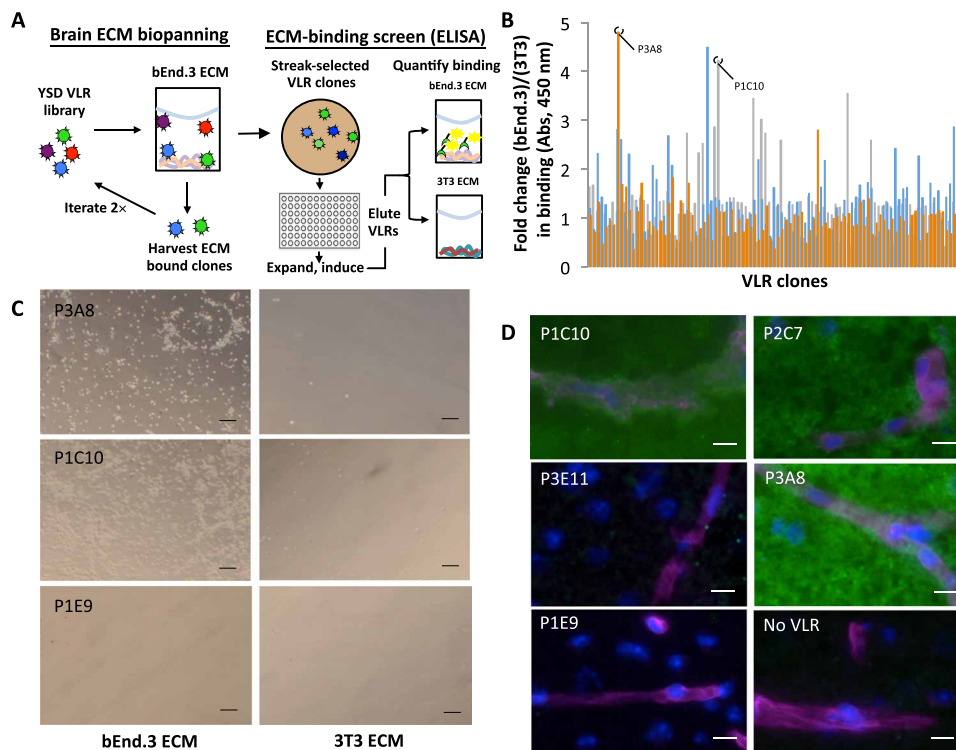 A
Brain ECM biopanning
ECM-binding screen (ELISA)
bEnd.3 ECM
YSD VLR
library
Iterate 2×
Harvest ECM
bound clones
Streak-selected
VLR clones
Quantify binding
bEnd.3 ECM
3T3 ECM
Elute
VLRs
Expand, induce
B
Fold change (bEnd.3)/(3T3)
in binding (Abs, 450 nm)
5
4
3
2
1
0
P3A8
P1C10
VLR clones
C
P3A8
P1C10
P1E9
bEnd.3 ECM
3T3 ECM
D
P1C10
P2C7
P3E11
P3A8
P1E9
No VLR